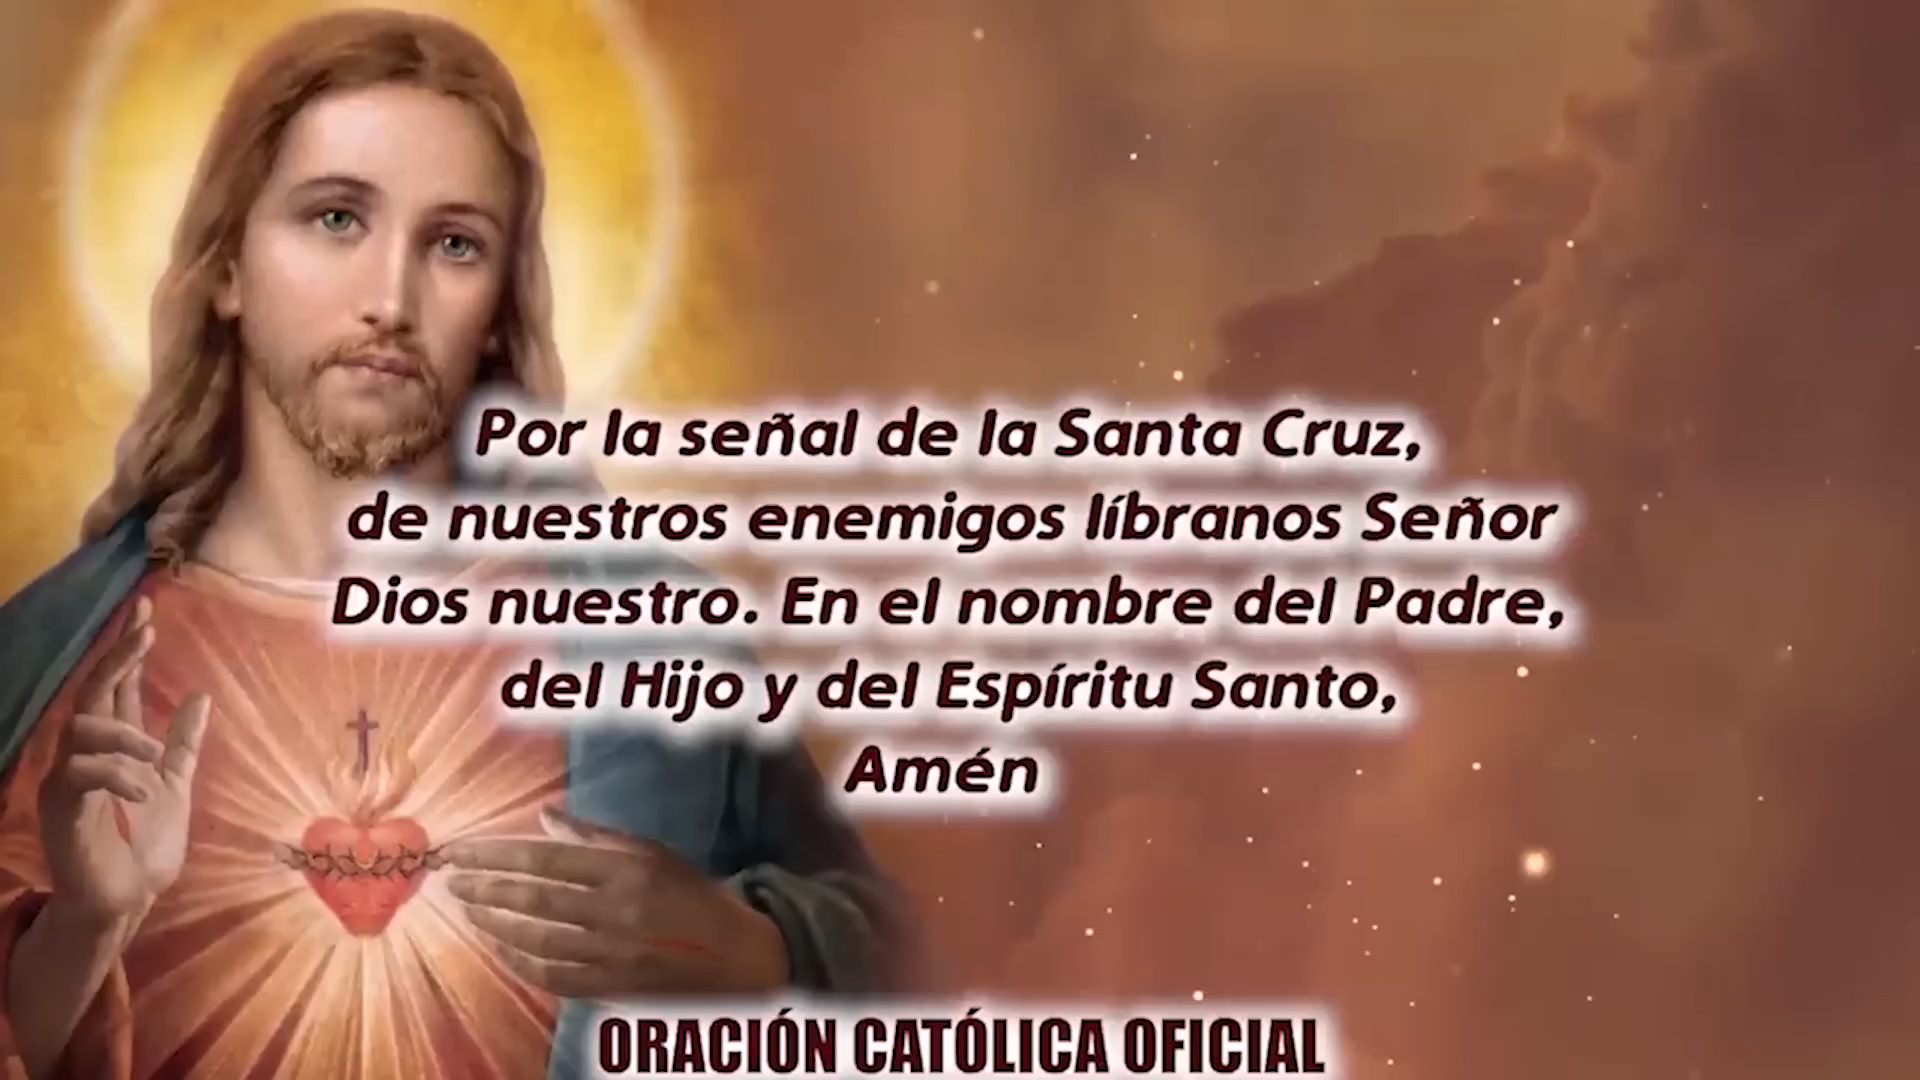 Por la señal de la Santa Cruz,
de nuestros enemigos líbranos Señor
Dios nuestro. En el nombre del Padre,
del Hijo y del Espíritu Santo,
Amén
ORACIÓN CATÓLICA OFICIAL